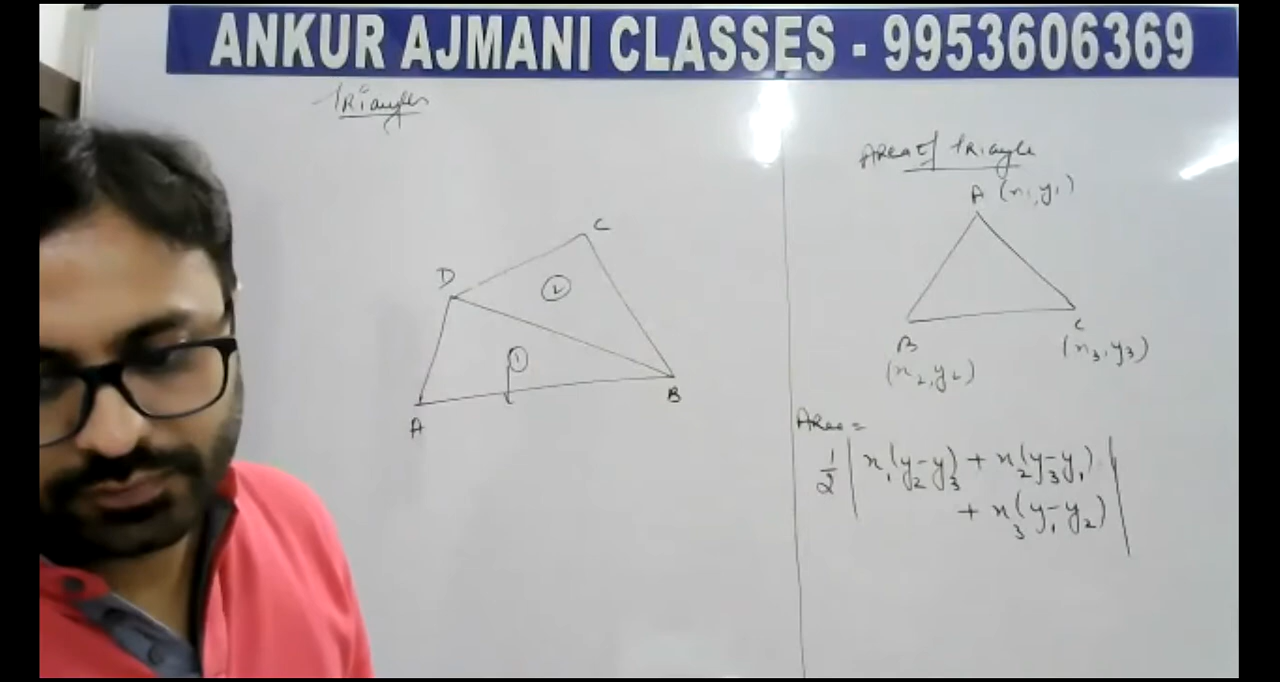 ANKUR AJMANI CLASSES - 9953606369
Triangles
C
D
2
1
B
A
Area of Triangle
A (x₁, y₁)
B
(x₂, y₂)
C
(x₃, y₃)
Area =
1/2 | x₁(y₂-y₃) + x₂(y₃-y₁)
+ x₃(y₁-y₂) |